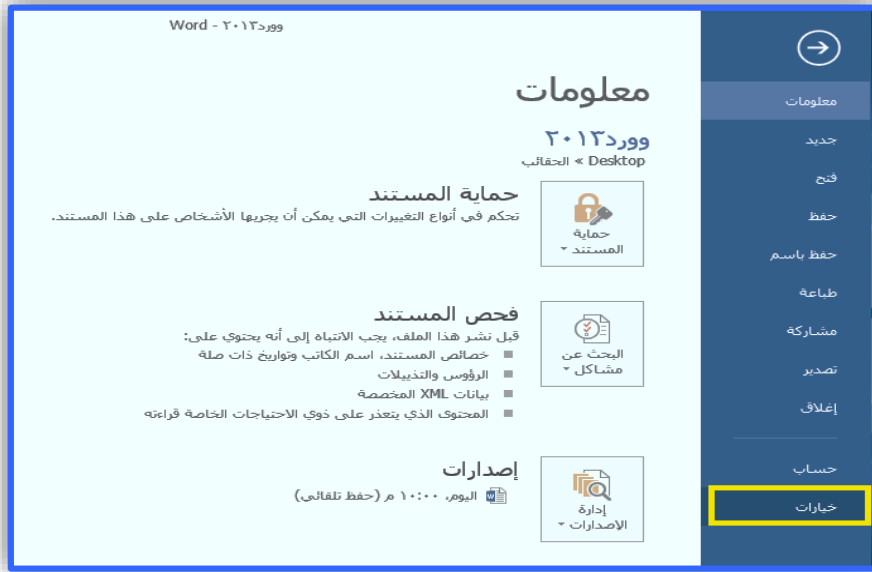 وورد٢٠١٣ - Word
معلومات
جديد
فتح
حفظ
حفظ باسم
طباعة
مشاركة
تصدير
إغلاق
حساب
خيارات
معلومات
وورد٢٠١٣
Desktop » الحقائب
حماية المستند
حماية المستند
تحكم في أنواع التغييرات التي يمكن أن يجريها الأشخاص على هذا المستند.
البحث عن
مشاكل
فحص المستند
قبل نشر هذا الملف، يجب الانتباه إلى أنه يحتوي على:
خصائص المستند، اسم الكاتب وتواريخ ذات صلة
الرؤوس والتذييلات
بيانات XML المخصصة
المحتوى الذي يتعذر على ذوي الاحتياجات الخاصة قراءته
إدارة
الإصدارات
إصدارات
اليوم، ١٠:٠٠ م (حفظ تلقائي)